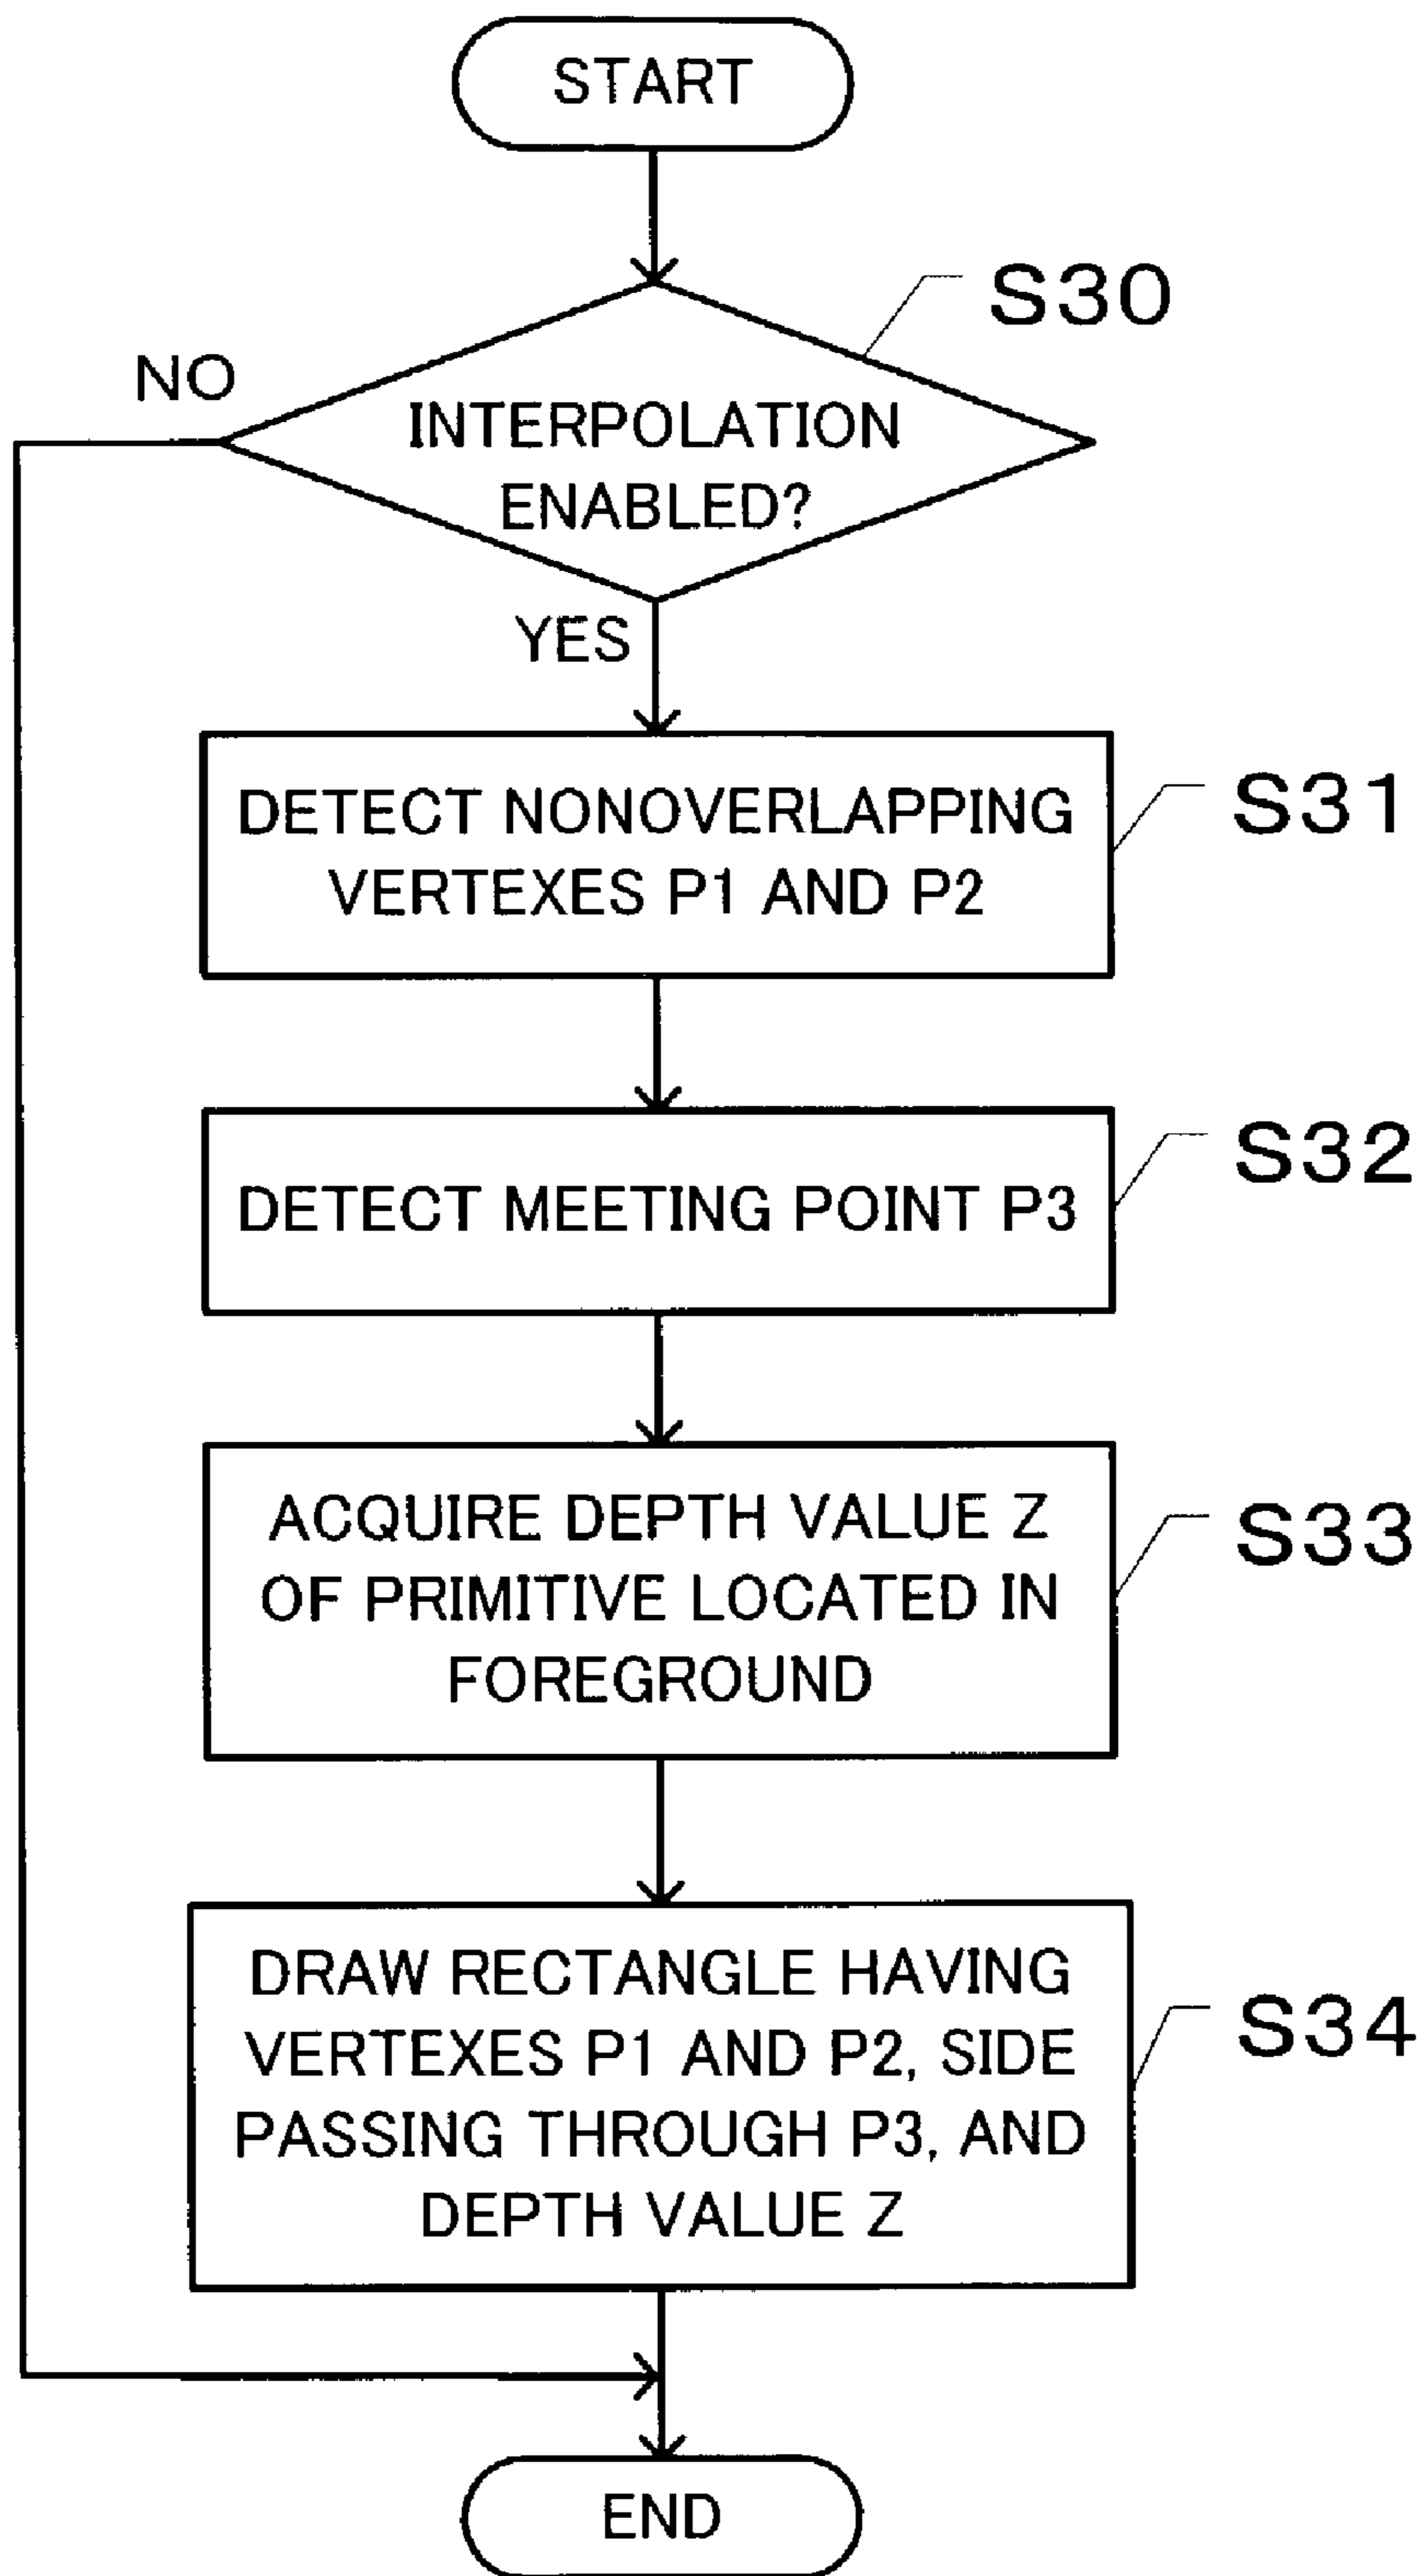 START
S30
NO
INTERPOLATION
ENABLED?
YES
DETECT NONOVERLAPPING
VERTEXES P1 AND P2
S31
DETECT MEETING POINT P3
S32
ACQUIRE DEPTH VALUE Z
OF PRIMITIVE LOCATED IN
FOREGROUND
S33
DRAW RECTANGLE HAVING
VERTEXES P1 AND P2, SIDE
PASSING THROUGH P3, AND
DEPTH VALUE Z
S34
END